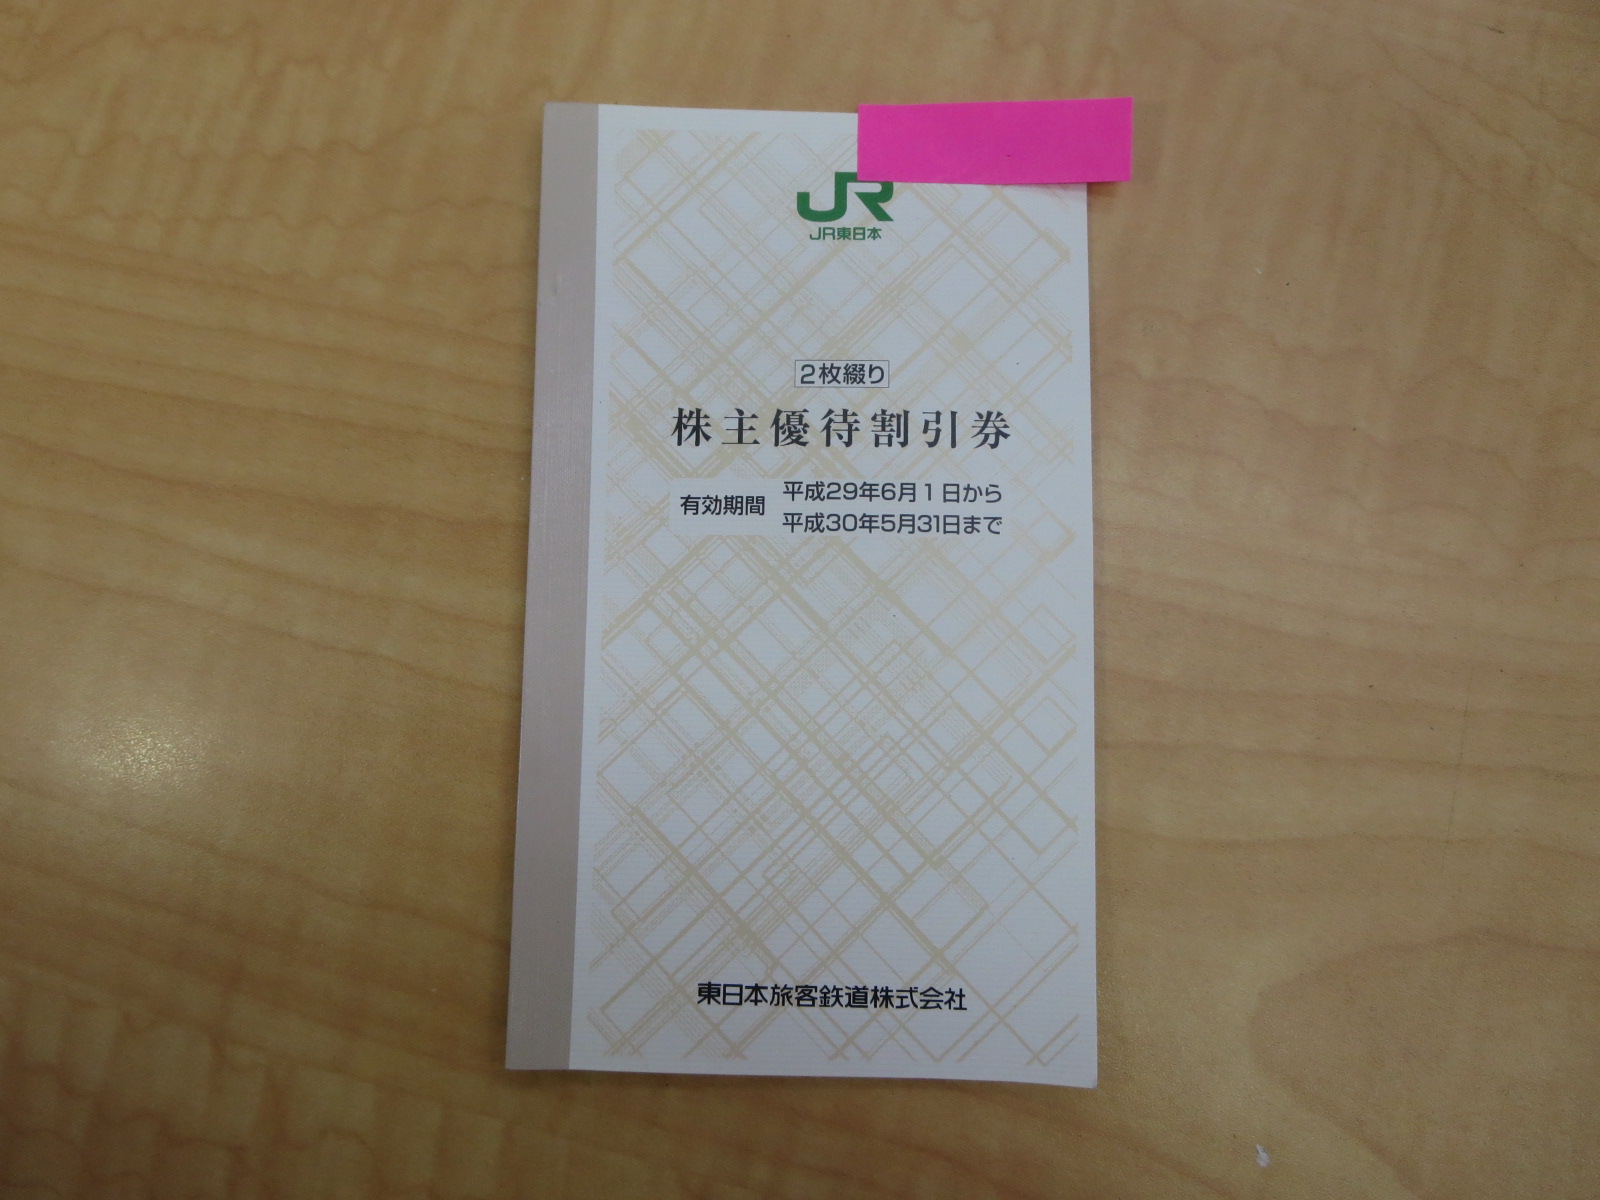 JR
JR東日本
2枚綴り
株主優待割引券
有効期間
平成29年6月1日から
平成30年5月31日まで
東日本旅客鉄道株式会社